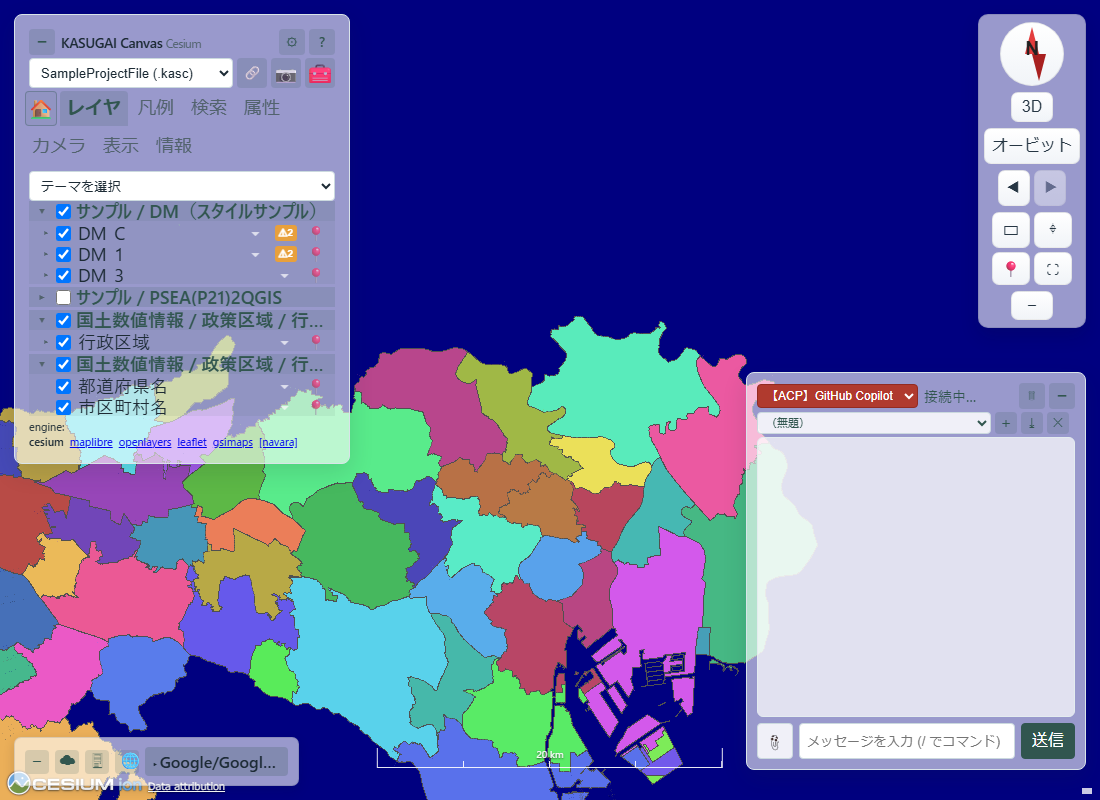 KASUGAI Canvas Cesium
?
SampleProjectFile (.kasc)
レイヤ 凡例 検索 属性
カメラ 表示 情報
テーマを選択
サンプル / DM（スタイルサンプル）
DM C
2
DM 1
2
DM 3
サンプル / PSEA(P21)2QGIS
国土数値情報 / 政策区域 / 行...
行政区域
国土数値情報 / 政策区域 / 行...
都道府県名
市区町村名
engine:
cesium maplibre openlayers leaflet gsimaps [navara]
N
3D
オービット
【ACP】GitHub Copilot
接続中...
（無題）
メッセージを入力 (/ でコマンド)
送信
20 km
Google/Googl...
CESIUM ion Data attribution